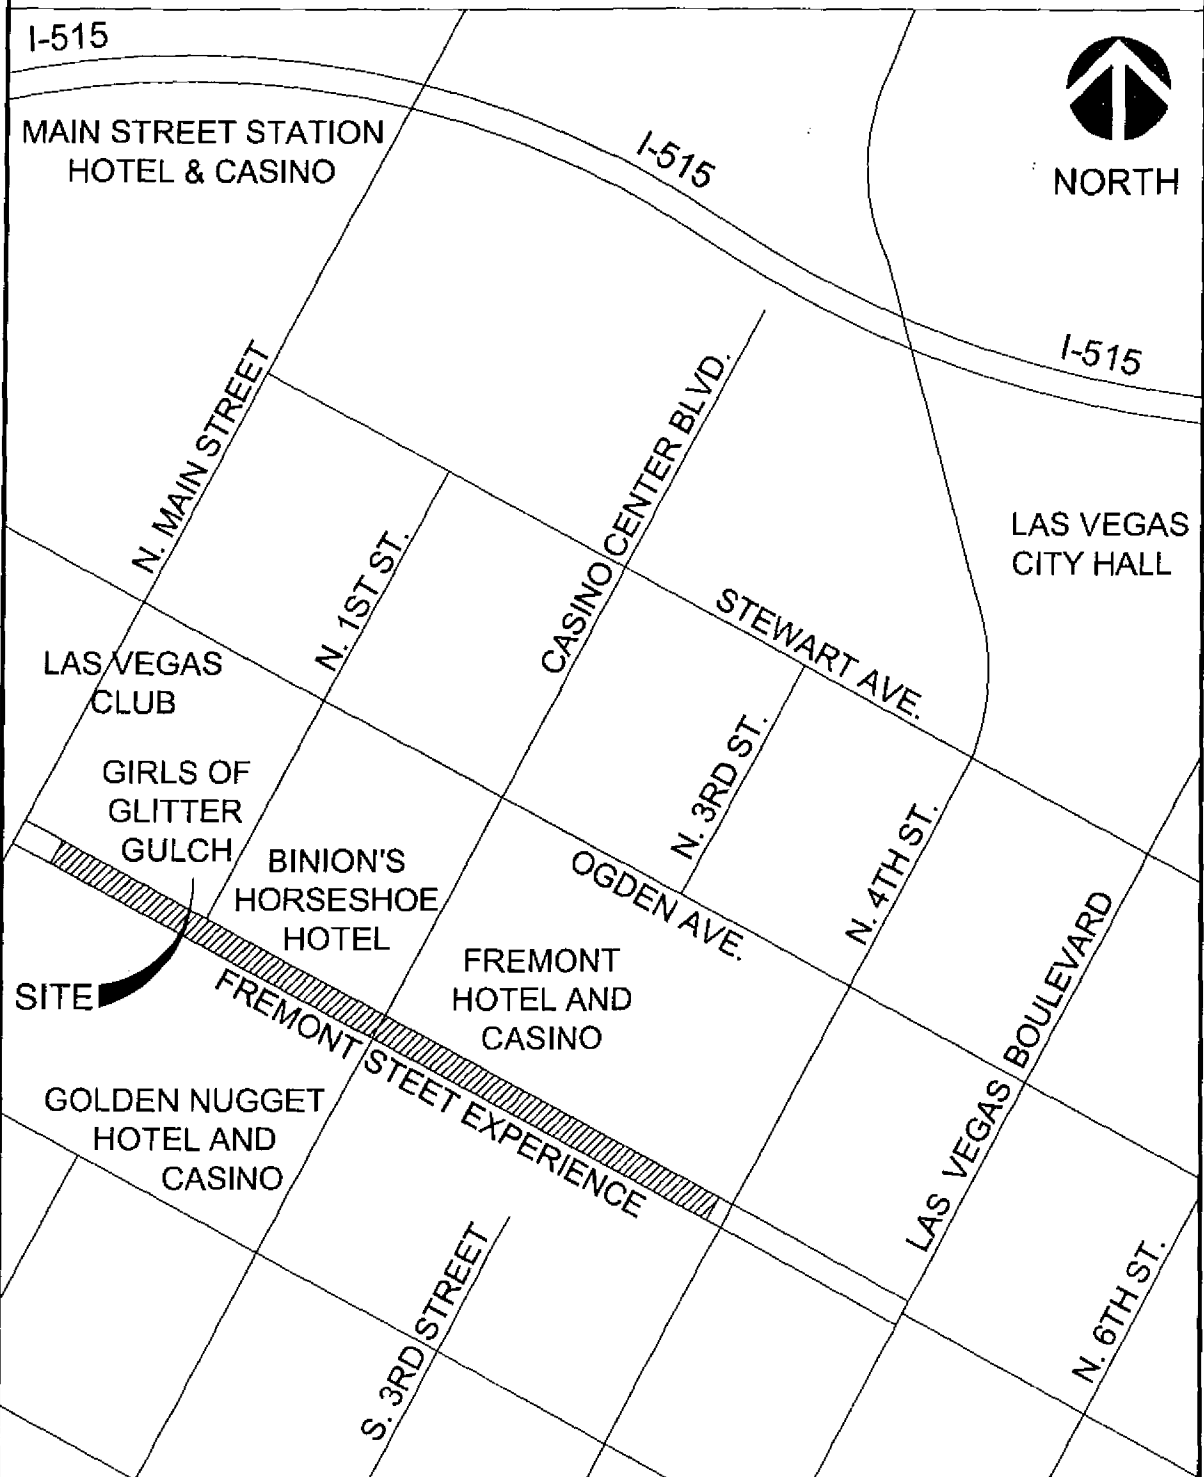 I-515
MAIN STREET STATION
HOTEL & CASINO
I-515
NORTH
I-515
N. MAIN STREET
N. 1ST ST.
CASINO CENTER BLVD.
LAS VEGAS
CITY HALL
STEWART AVE.
LAS VEGAS
CLUB
N. 3RD ST.
GIRLS OF
GLITTER
GULCH
BINION'S
HORSESHOE
HOTEL
OGDEN AVE.
N. 4TH ST.
LAS VEGAS BOULEVARD
FREMONT
HOTEL AND
CASINO
SITE
FREMONT STEET EXPERIENCE
GOLDEN NUGGET
HOTEL AND
CASINO
S. 3RD STREET
N. 6TH ST.